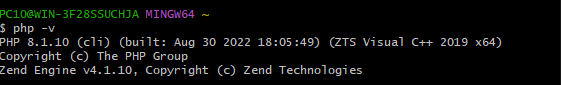 PC10@WIN-3F28SSUCHJA MINGW64 ~
$ php -v
PHP 8.1.10 (cli) (built: Aug 30 2022 18:05:49) (ZTS Visual C++ 2019 x64)
Copyright (c) The PHP Group
Zend Engine v4.1.10, Copyright (c) Zend Technologies